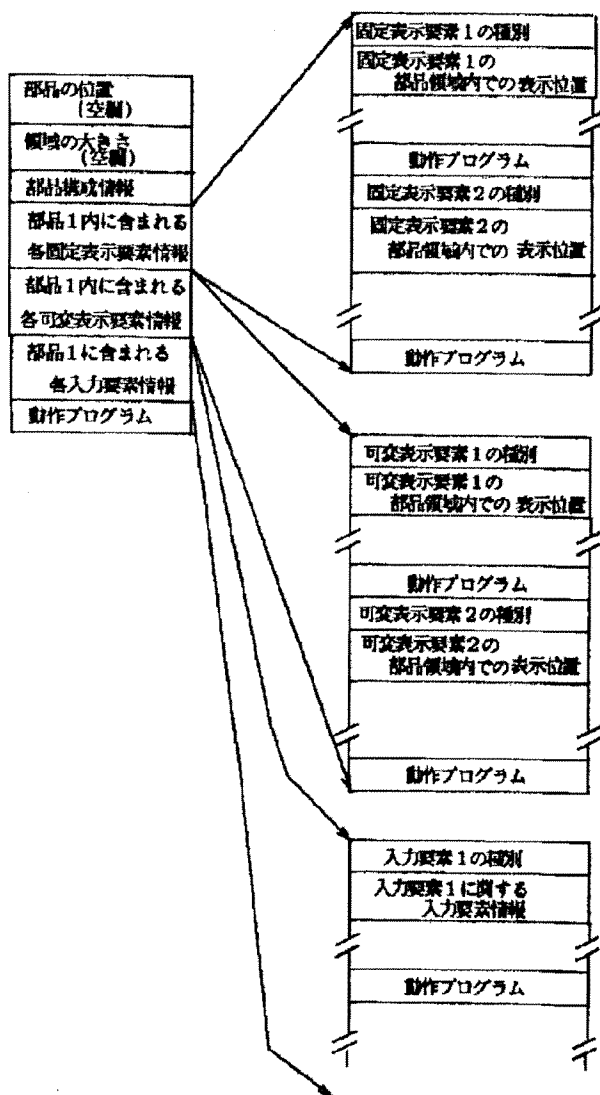 部品の位置
(空欄)
領域の大きさ
(空欄)
部品構成情報
部品1内に含まれる
各固定表示要素情報
部品1内に含まれる
各可変表示要素情報
部品1に含まれる
各入力要素情報
動作プログラム
固定表示要素1の種別
固定表示要素1の
部品領域内での表示位置
動作プログラム
固定表示要素2の種別
固定表示要素2の
部品領域内での表示位置
動作プログラム
可変表示要素1の種別
可変表示要素1の
部品領域内での表示位置
動作プログラム
可変表示要素2の種別
可変表示要素2の
部品領域内での表示位置
動作プログラム
入力要素1の種別
入力要素1に関する
入力要素情報
動作プログラム